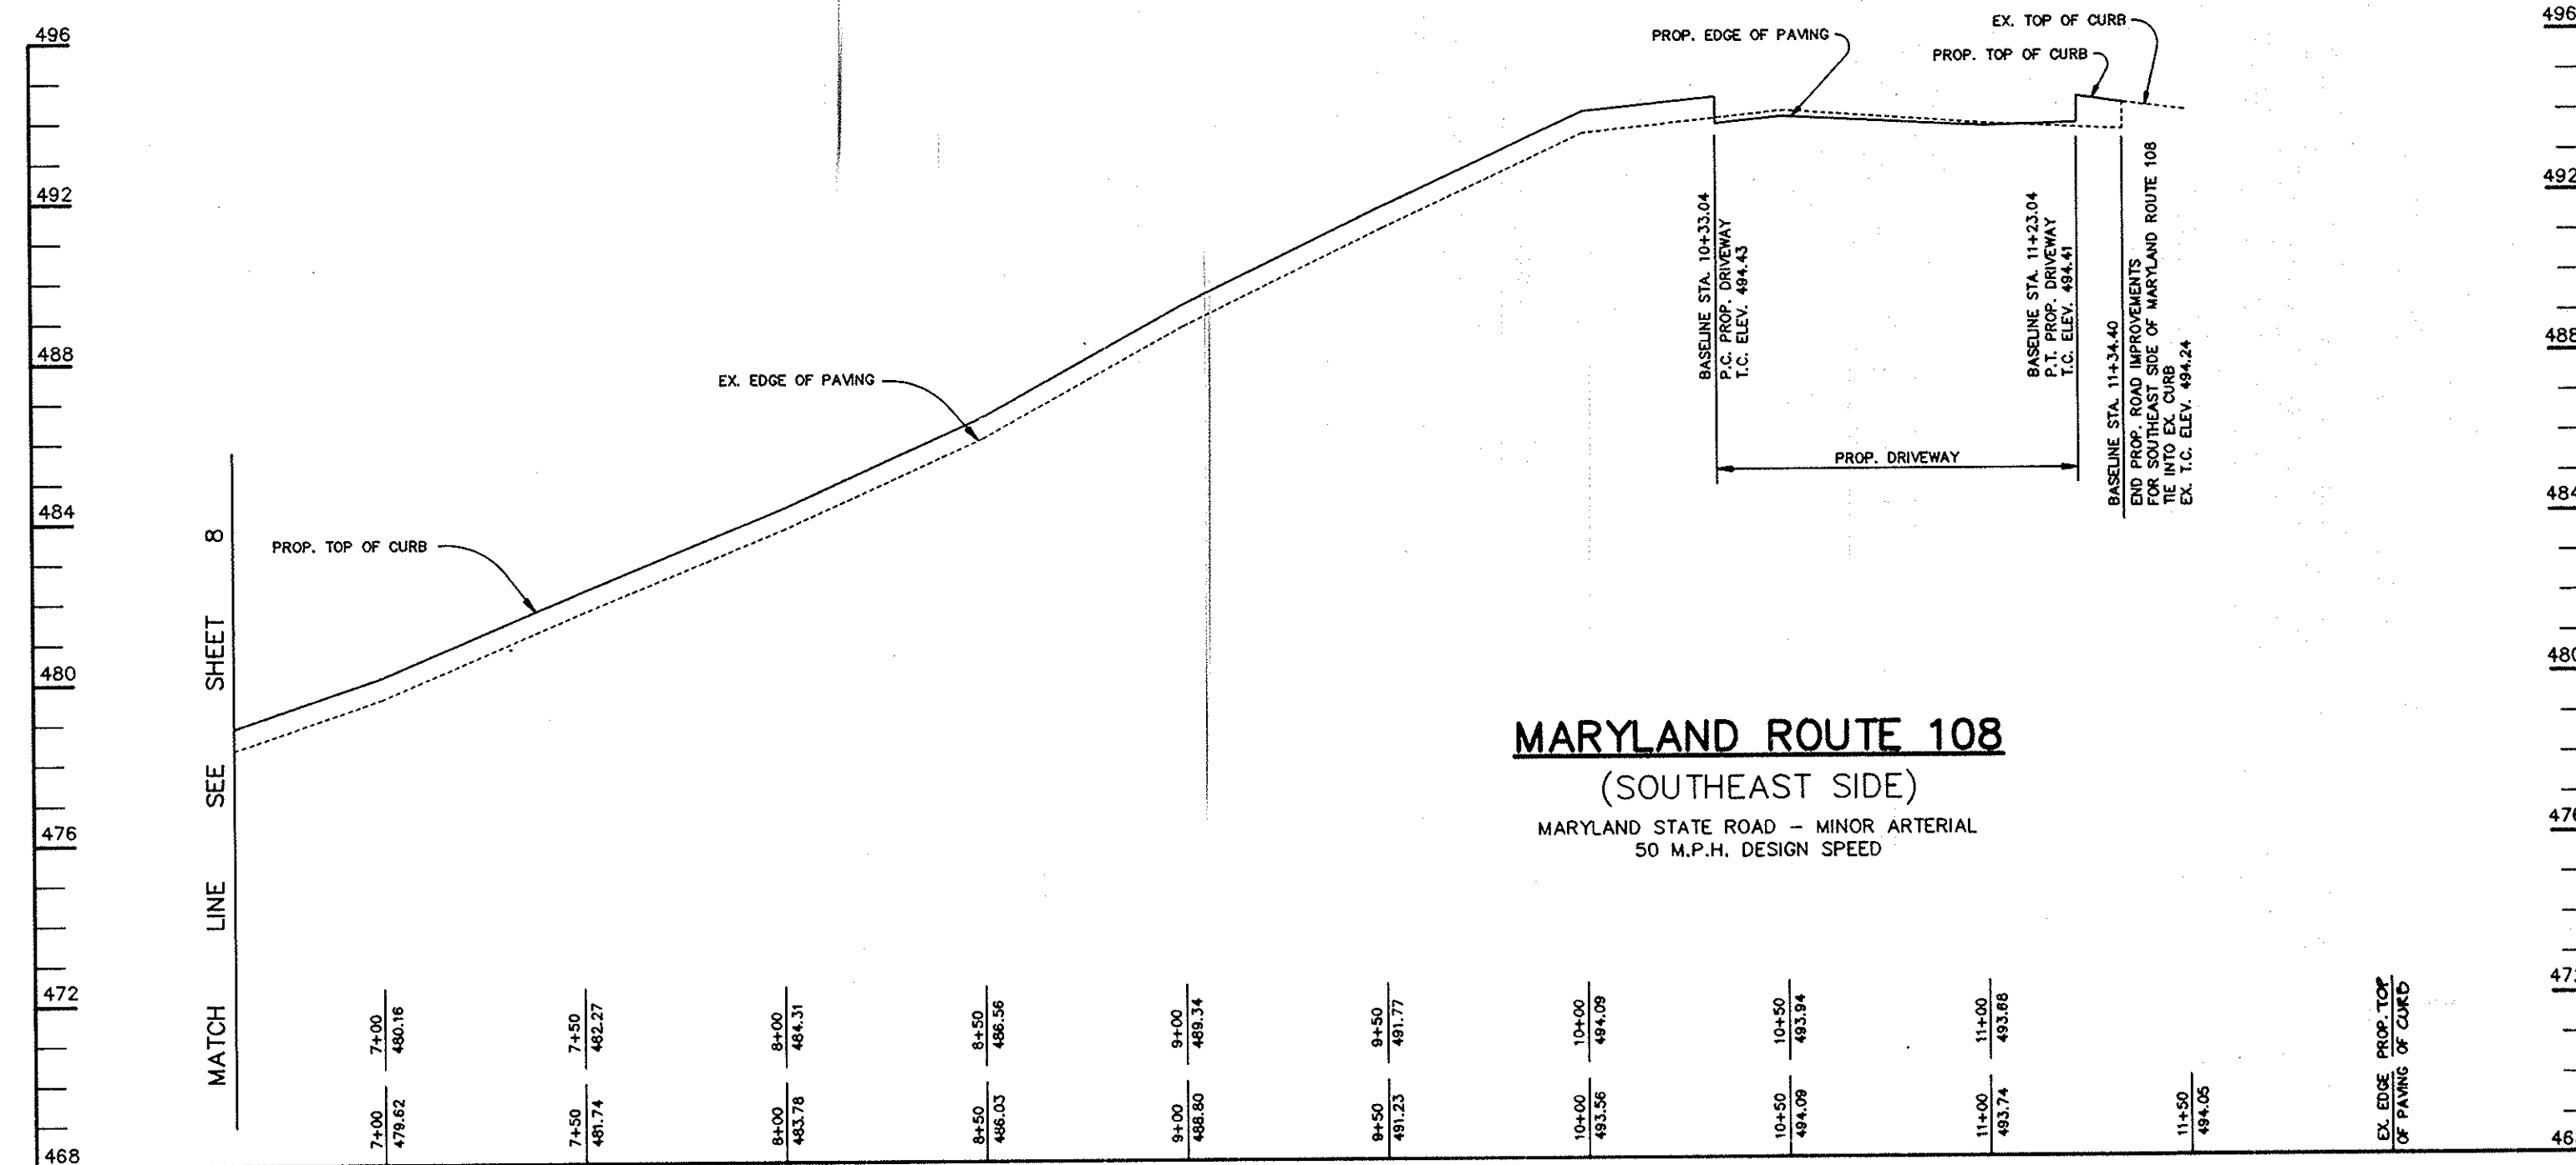 496
492
488
484
480
476
472
468
EX. TOP OF CURB
PROP. EDGE OF PAVING
PROP. TOP OF CURB
EX. EDGE OF PAVING
PROP. TOP OF CURB
MATCH LINE SEE SHEET 8
BASELINE STA. 10+33.04
P.C. PROP. DRIVEWAY
T.C. ELEV. 494.43
BASELINE STA. 11+23.04
P.T. PROP. DRIVEWAY
T.C. ELEV. 494.41
BASELINE STA. 11+34.40
END PROP. ROAD IMPROVEMENTS
FOR SOUTHEAST SIDE OF MARYLAND ROUTE 108
TIE INTO EX. CURB
EX. T.C. ELEV. 494.24
PROP. DRIVEWAY
MARYLAND ROUTE 108
(SOUTHEAST SIDE)
MARYLAND STATE ROAD – MINOR ARTERIAL
50 M.P.H. DESIGN SPEED
7+00
480.16
7+50
482.27
8+00
484.31
8+50
486.56
9+00
489.34
9+50
491.77
10+00
494.09
10+50
493.94
11+00
493.68
7+00
479.62
7+50
481.74
8+00
483.78
8+50
486.03
9+00
488.80
9+50
491.23
10+00
493.56
10+50
494.09
11+00
493.74
11+50
494.05
EX. EDGE PROP. TOP
OF PAVING OF CURB
496
492
488
484
480
476